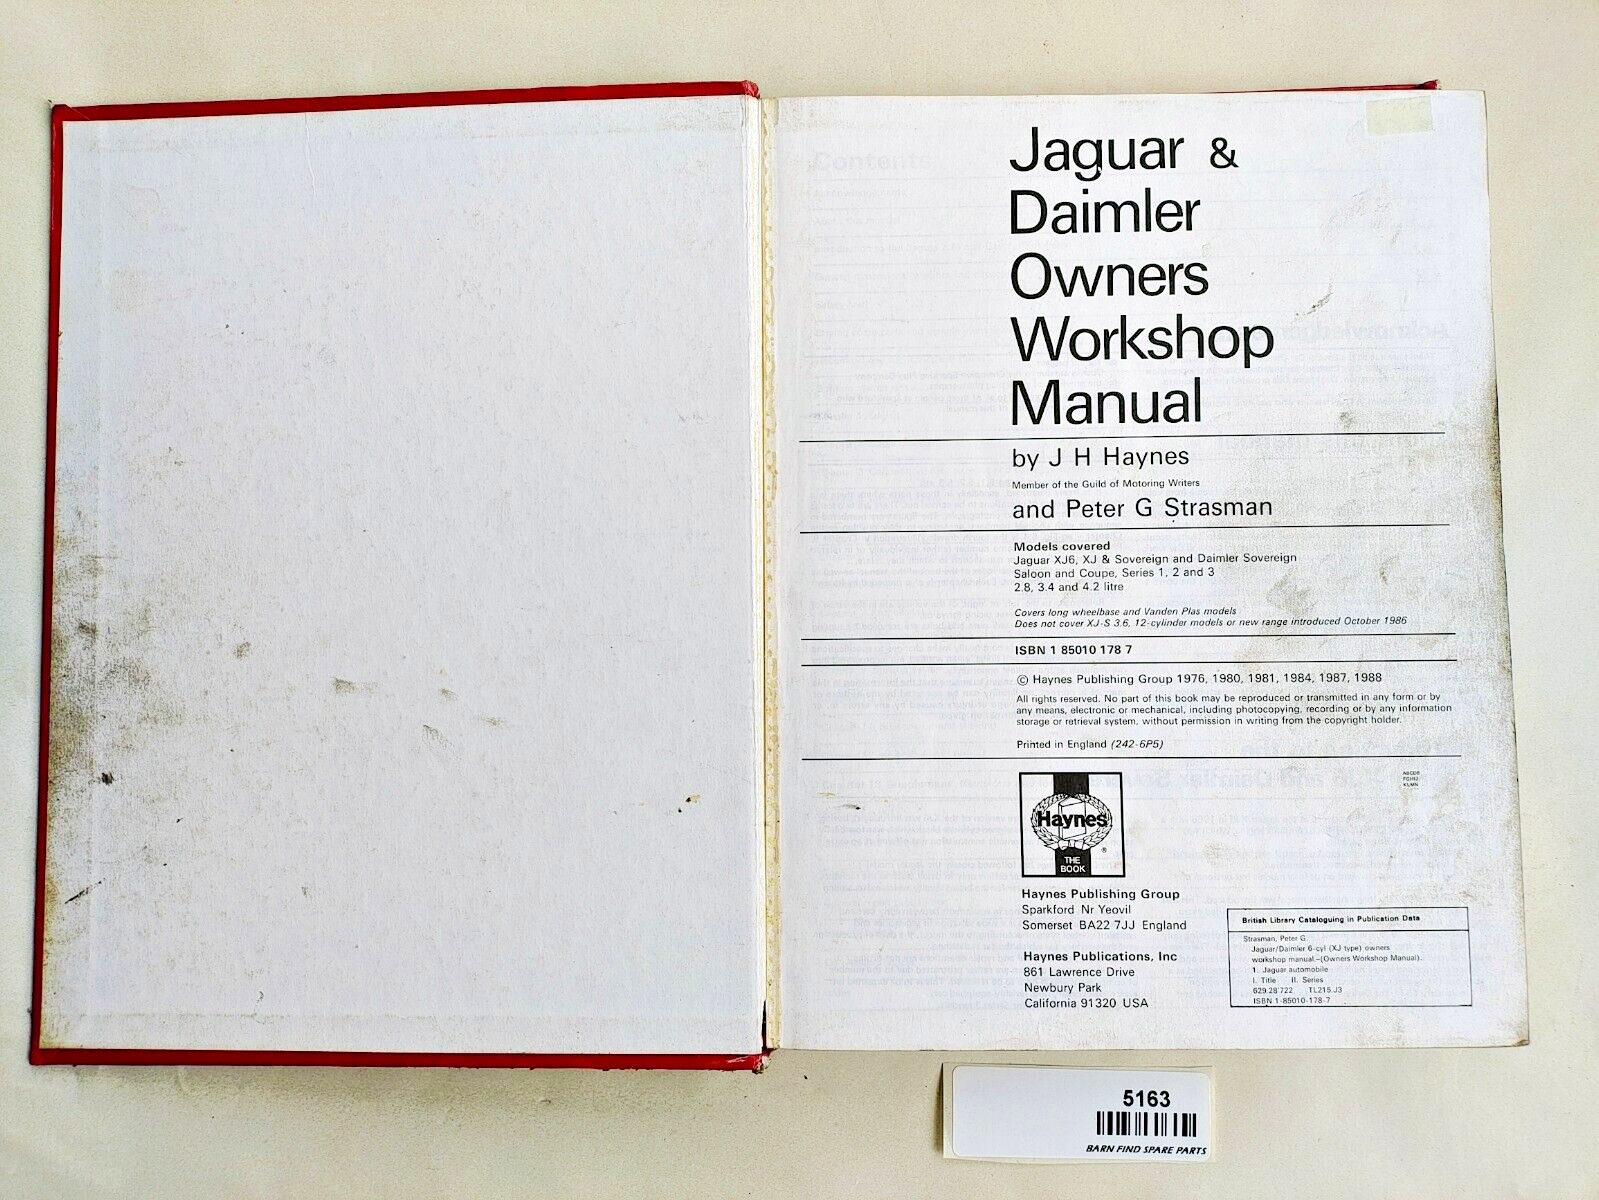 Jaguar &
Daimler
Owners
Workshop
Manual
by J H Haynes
Member of the Guild of Motoring Writers
and Peter G Strasman
Models covered
Jaguar XJ6, XJ & Sovereign and Daimler Sovereign
Saloon and Coupe, Series 1, 2 and 3
2.8, 3.4 and 4.2 litre
Covers long wheelbase and Vanden Plas models
Does not cover XJ-S 3.6, 12-cylinder models or new range introduced October 1986
ISBN 1 85010 178 7
© Haynes Publishing Group 1976, 1980, 1981, 1984, 1987, 1988
All rights reserved. No part of this book may be reproduced or transmitted in any form or by
any means, electronic or mechanical, including photocopying, recording or by any information
storage or retrieval system, without permission in writing from the copyright holder.
Printed in England (242-6P5)
ABCDE
FGHIJ
KLMN
Haynes
®
THE
BOOK
Haynes Publishing Group
Sparkford Nr Yeovil
Somerset BA22 7JJ England
Haynes Publications, Inc
861 Lawrence Drive
Newbury Park
California 91320 USA
British Library Cataloguing in Publication Data
Strasman, Peter G.
Jaguar/Daimler 6-cyl (XJ type) owners
workshop manual.–(Owners Workshop Manual).
1. Jaguar automobile
I. Title II. Series
629.28'722 TL215.J3
ISBN 1-85010-178-7
5163
BARN FIND SPARE PARTS